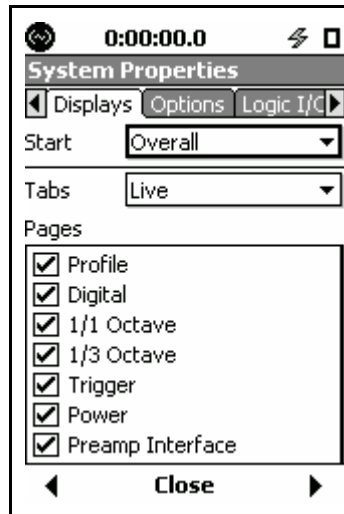 0:00:00.0
System Properties
Displays Options Logic I/O
Start Overall
Tabs Live
Pages
Profile
Digital
1/1 Octave
1/3 Octave
Trigger
Power
Preamp Interface
Close